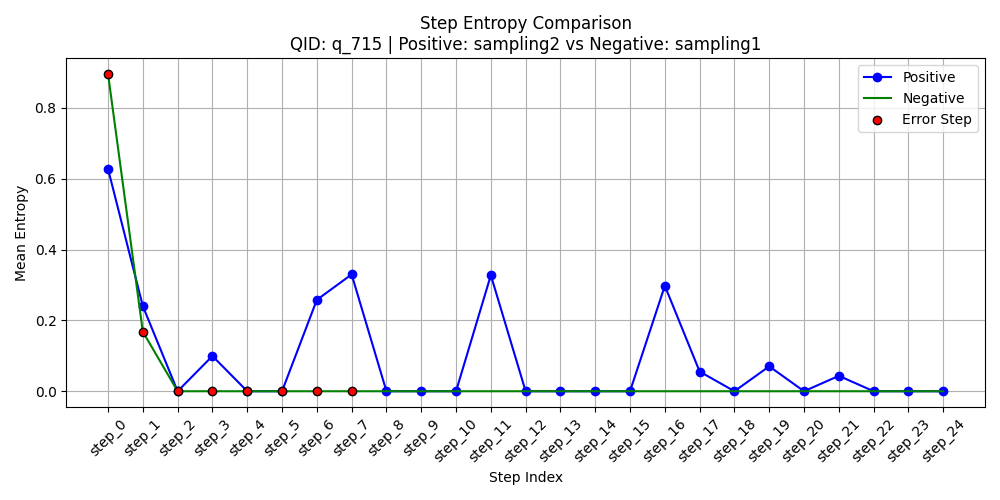 Step Entropy Comparison
QID: q_715 | Positive: sampling2 vs Negative: sampling1
Positive
Negative
Error Step
Mean Entropy
0.8
0.6
0.4
0.2
0.0
step_0
step_1
step_2
step_3
step_4
step_5
step_6
step_7
step_8
step_9
step_10
step_11
step_12
step_13
step_14
step_15
step_16
step_17
step_18
step_19
step_20
step_21
step_22
step_23
step_24
Step Index